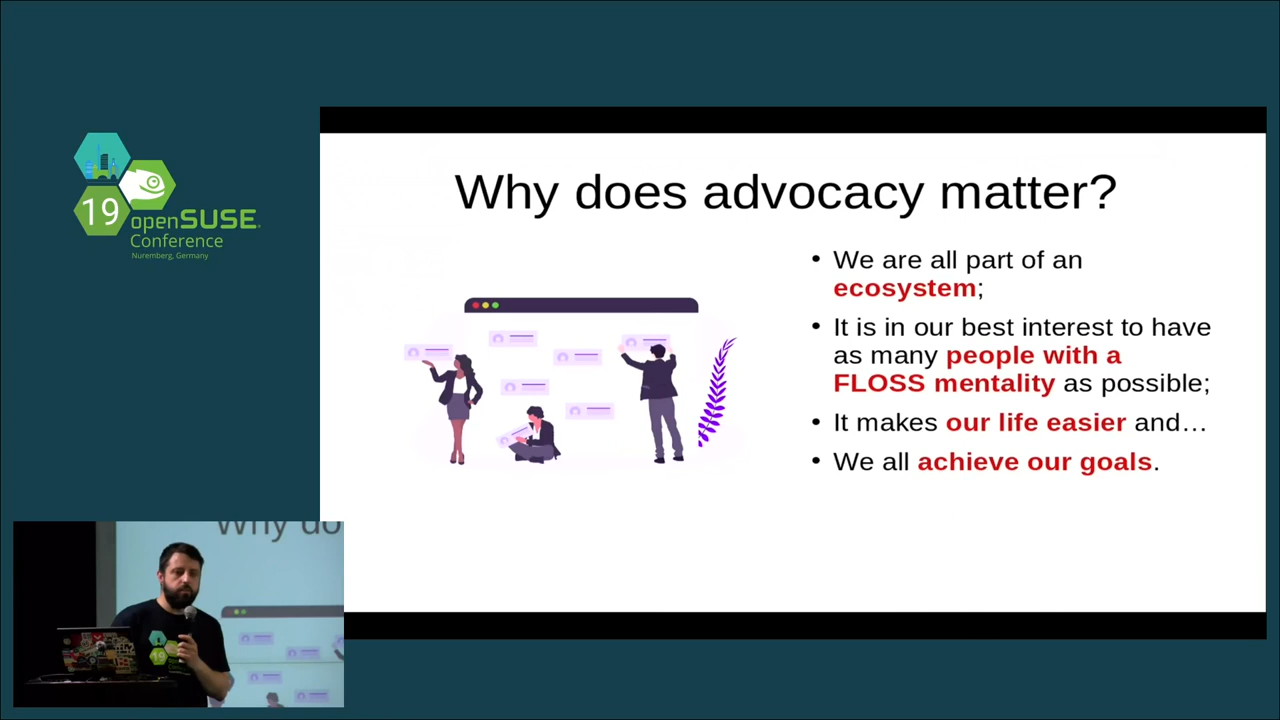 Why does advocacy matter?
• We are all part of an
ecosystem;
• It is in our best interest to have
as many people with a
FLOSS mentality as possible;
• It makes our life easier and…
• We all achieve our goals.
19
openSUSE
Conference
Nuremberg, Germany
Why do
19